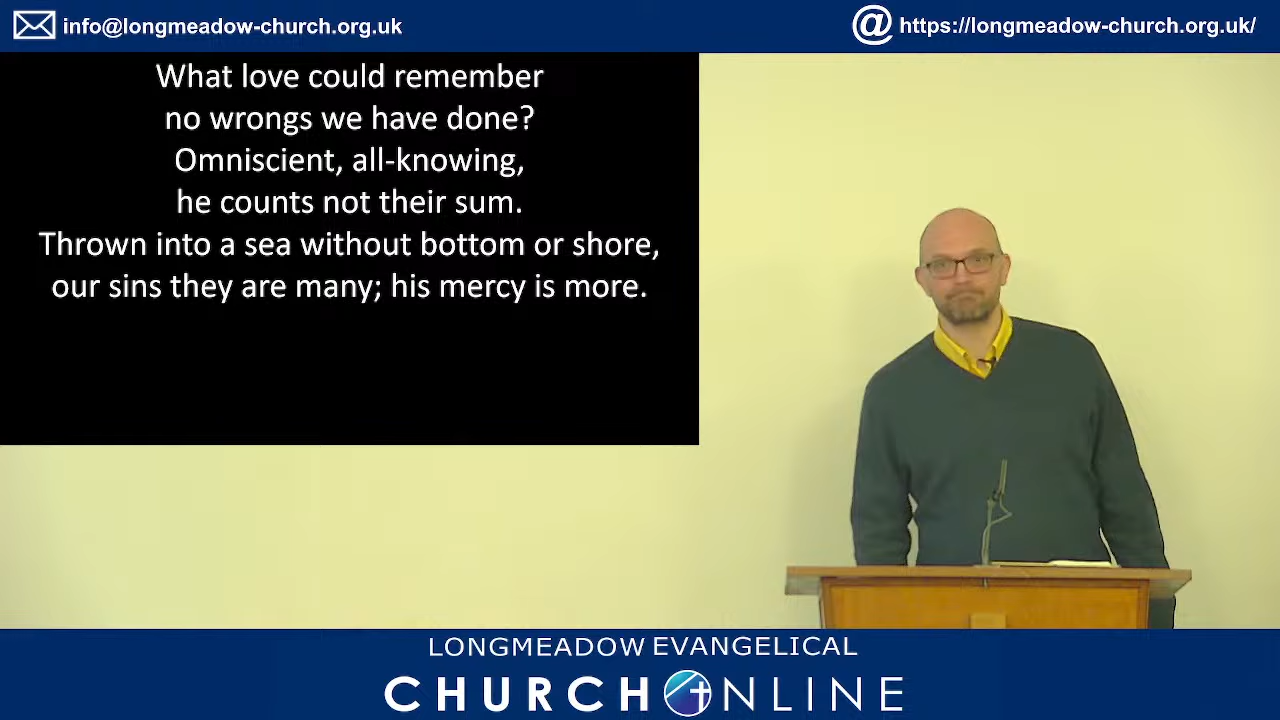 info@longmeadow-church.org.uk
https://longmeadow-church.org.uk/
What love could remember
no wrongs we have done?
Omniscient, all-knowing,
he counts not their sum.
Thrown into a sea without bottom or shore,
our sins they are many; his mercy is more.
LONGMEADOW EVANGELICAL
CHURCH ONLINE